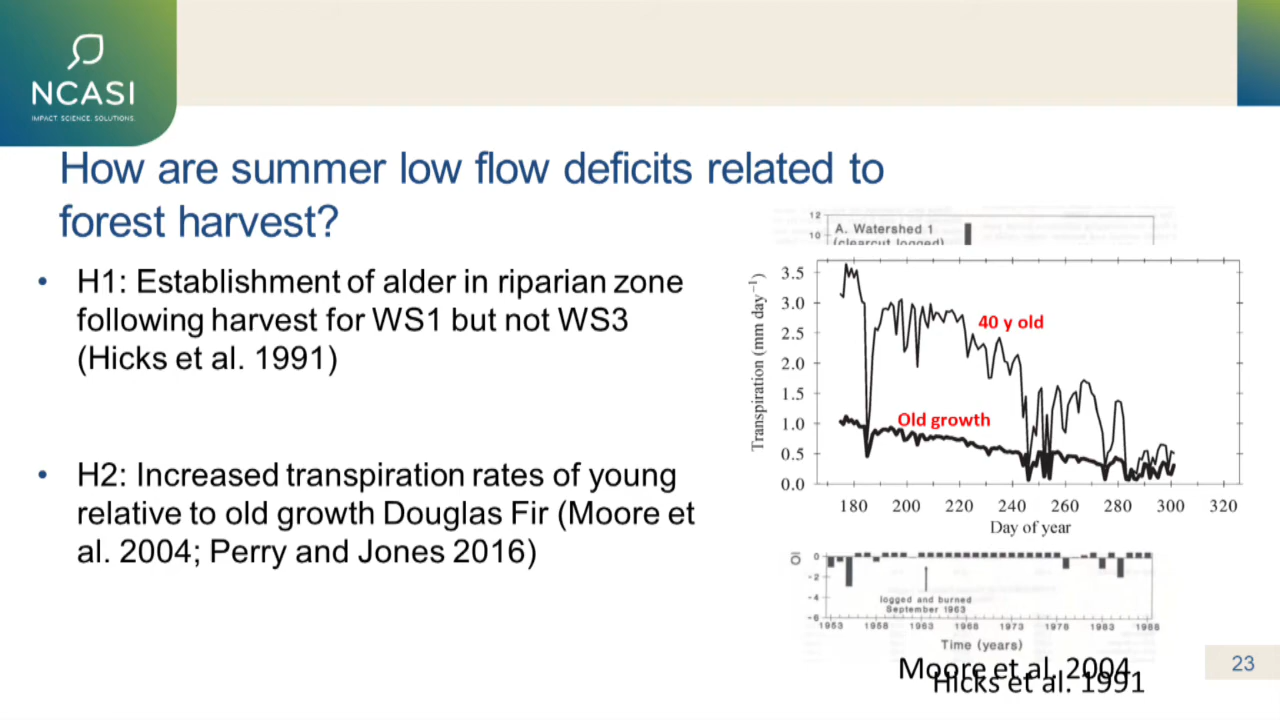 NCASI
IMPACT. SCIENCE. SOLUTIONS.
How are summer low flow deficits related to
forest harvest?
• H1: Establishment of alder in riparian zone
following harvest for WS1 but not WS3
(Hicks et al. 1991)
• H2: Increased transpiration rates of young
relative to old growth Douglas Fir (Moore et
al. 2004; Perry and Jones 2016)
12
10
A. Watershed 1
(clearcut logged)
Transpiration (mm day⁻¹)
3.5
3.0
2.5
2.0
1.5
1.0
0.5
0.0
40 y old
Old growth
180 200 220 240 260 280 300 320
Day of year
0
-2
-4
-6
logged and burned
September 1963
1953 1958 1963 1968 1973 1978 1983 1988
Time (years)
Moore et al. 2004
Hicks et al. 1991
23